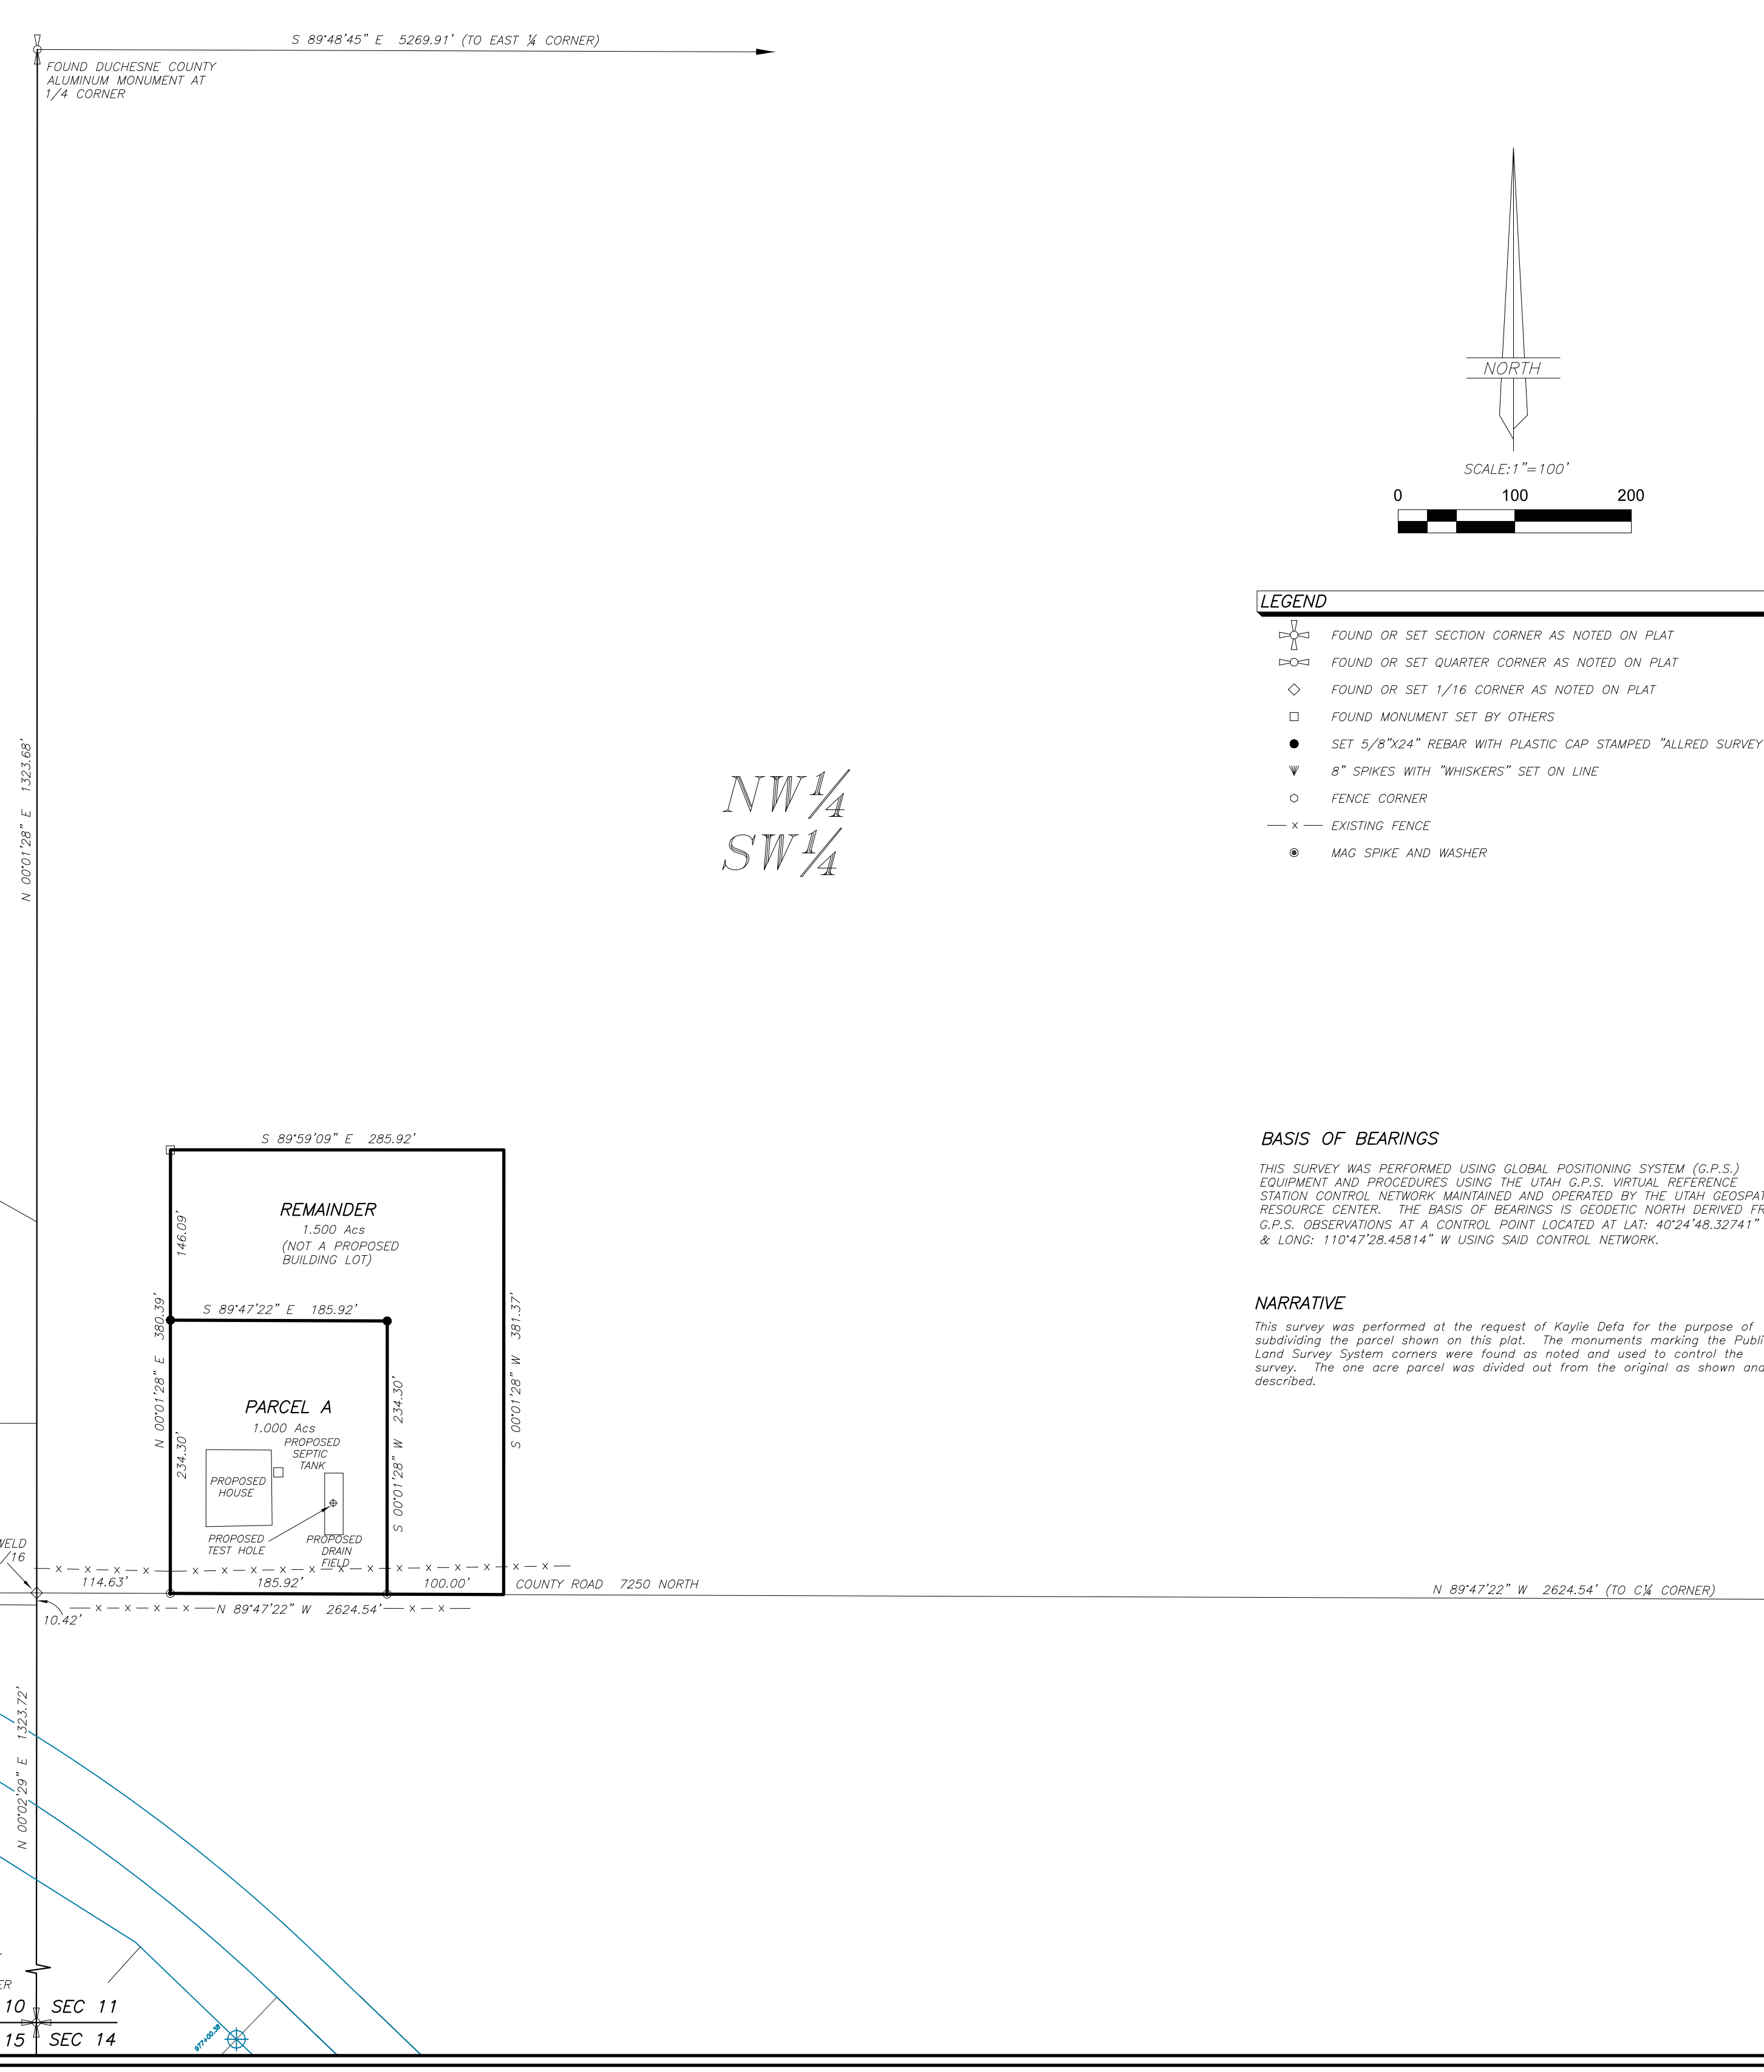 S 89°48'45" E 5269.91' (TO EAST ¼ CORNER)
FOUND DUCHESNE COUNTY
ALUMINUM MONUMENT AT
1/4 CORNER
NORTH
SCALE:1"=100'
0 100 200
LEGEND
FOUND OR SET SECTION CORNER AS NOTED ON PLAT
FOUND OR SET QUARTER CORNER AS NOTED ON PLAT
FOUND OR SET 1/16 CORNER AS NOTED ON PLAT
FOUND MONUMENT SET BY OTHERS
SET 5/8"X24" REBAR WITH PLASTIC CAP STAMPED "ALLRED SURVEY
8" SPIKES WITH "WHISKERS" SET ON LINE
FENCE CORNER
x EXISTING FENCE
MAG SPIKE AND WASHER
N 00°01'28" E 1323.68'
NW¼
SW¼
BASIS OF BEARINGS
THIS SURVEY WAS PERFORMED USING GLOBAL POSITIONING SYSTEM (G.P.S.)
EQUIPMENT AND PROCEDURES USING THE UTAH G.P.S. VIRTUAL REFERENCE
STATION CONTROL NETWORK MAINTAINED AND OPERATED BY THE UTAH GEOSPAT
RESOURCE CENTER. THE BASIS OF BEARINGS IS GEODETIC NORTH DERIVED FR
G.P.S. OBSERVATIONS AT A CONTROL POINT LOCATED AT LAT: 40°24'48.32741"
& LONG: 110°47'28.45814" W USING SAID CONTROL NETWORK.
NARRATIVE
This survey was performed at the request of Kaylie Defa for the purpose of
subdividing the parcel shown on this plat. The monuments marking the Publi
Land Survey System corners were found as noted and used to control the
survey. The one acre parcel was divided out from the original as shown and
described.
S 89°59'09" E 285.92'
REMAINDER
1.500 Acs
(NOT A PROPOSED
BUILDING LOT)
146.09'
N 00°01'28" E 380.39'
S 00°01'28" W 381.37'
S 89°47'22" E 185.92'
PARCEL A
1.000 Acs
234.30'
S 00°01'28" W 234.30'
PROPOSED
SEPTIC
TANK
PROPOSED
HOUSE
PROPOSED
TEST HOLE
PROPOSED
DRAIN
FIELD
WELD
/16
114.63'
185.92'
100.00'
COUNTY ROAD 7250 NORTH
N 89°47'22" W 2624.54' (TO C¼ CORNER)
N 89°47'22" W 2624.54'
10.42'
N 00°02'29" E 1323.72'
977+00.38
ER
10 SEC 11
15 SEC 14